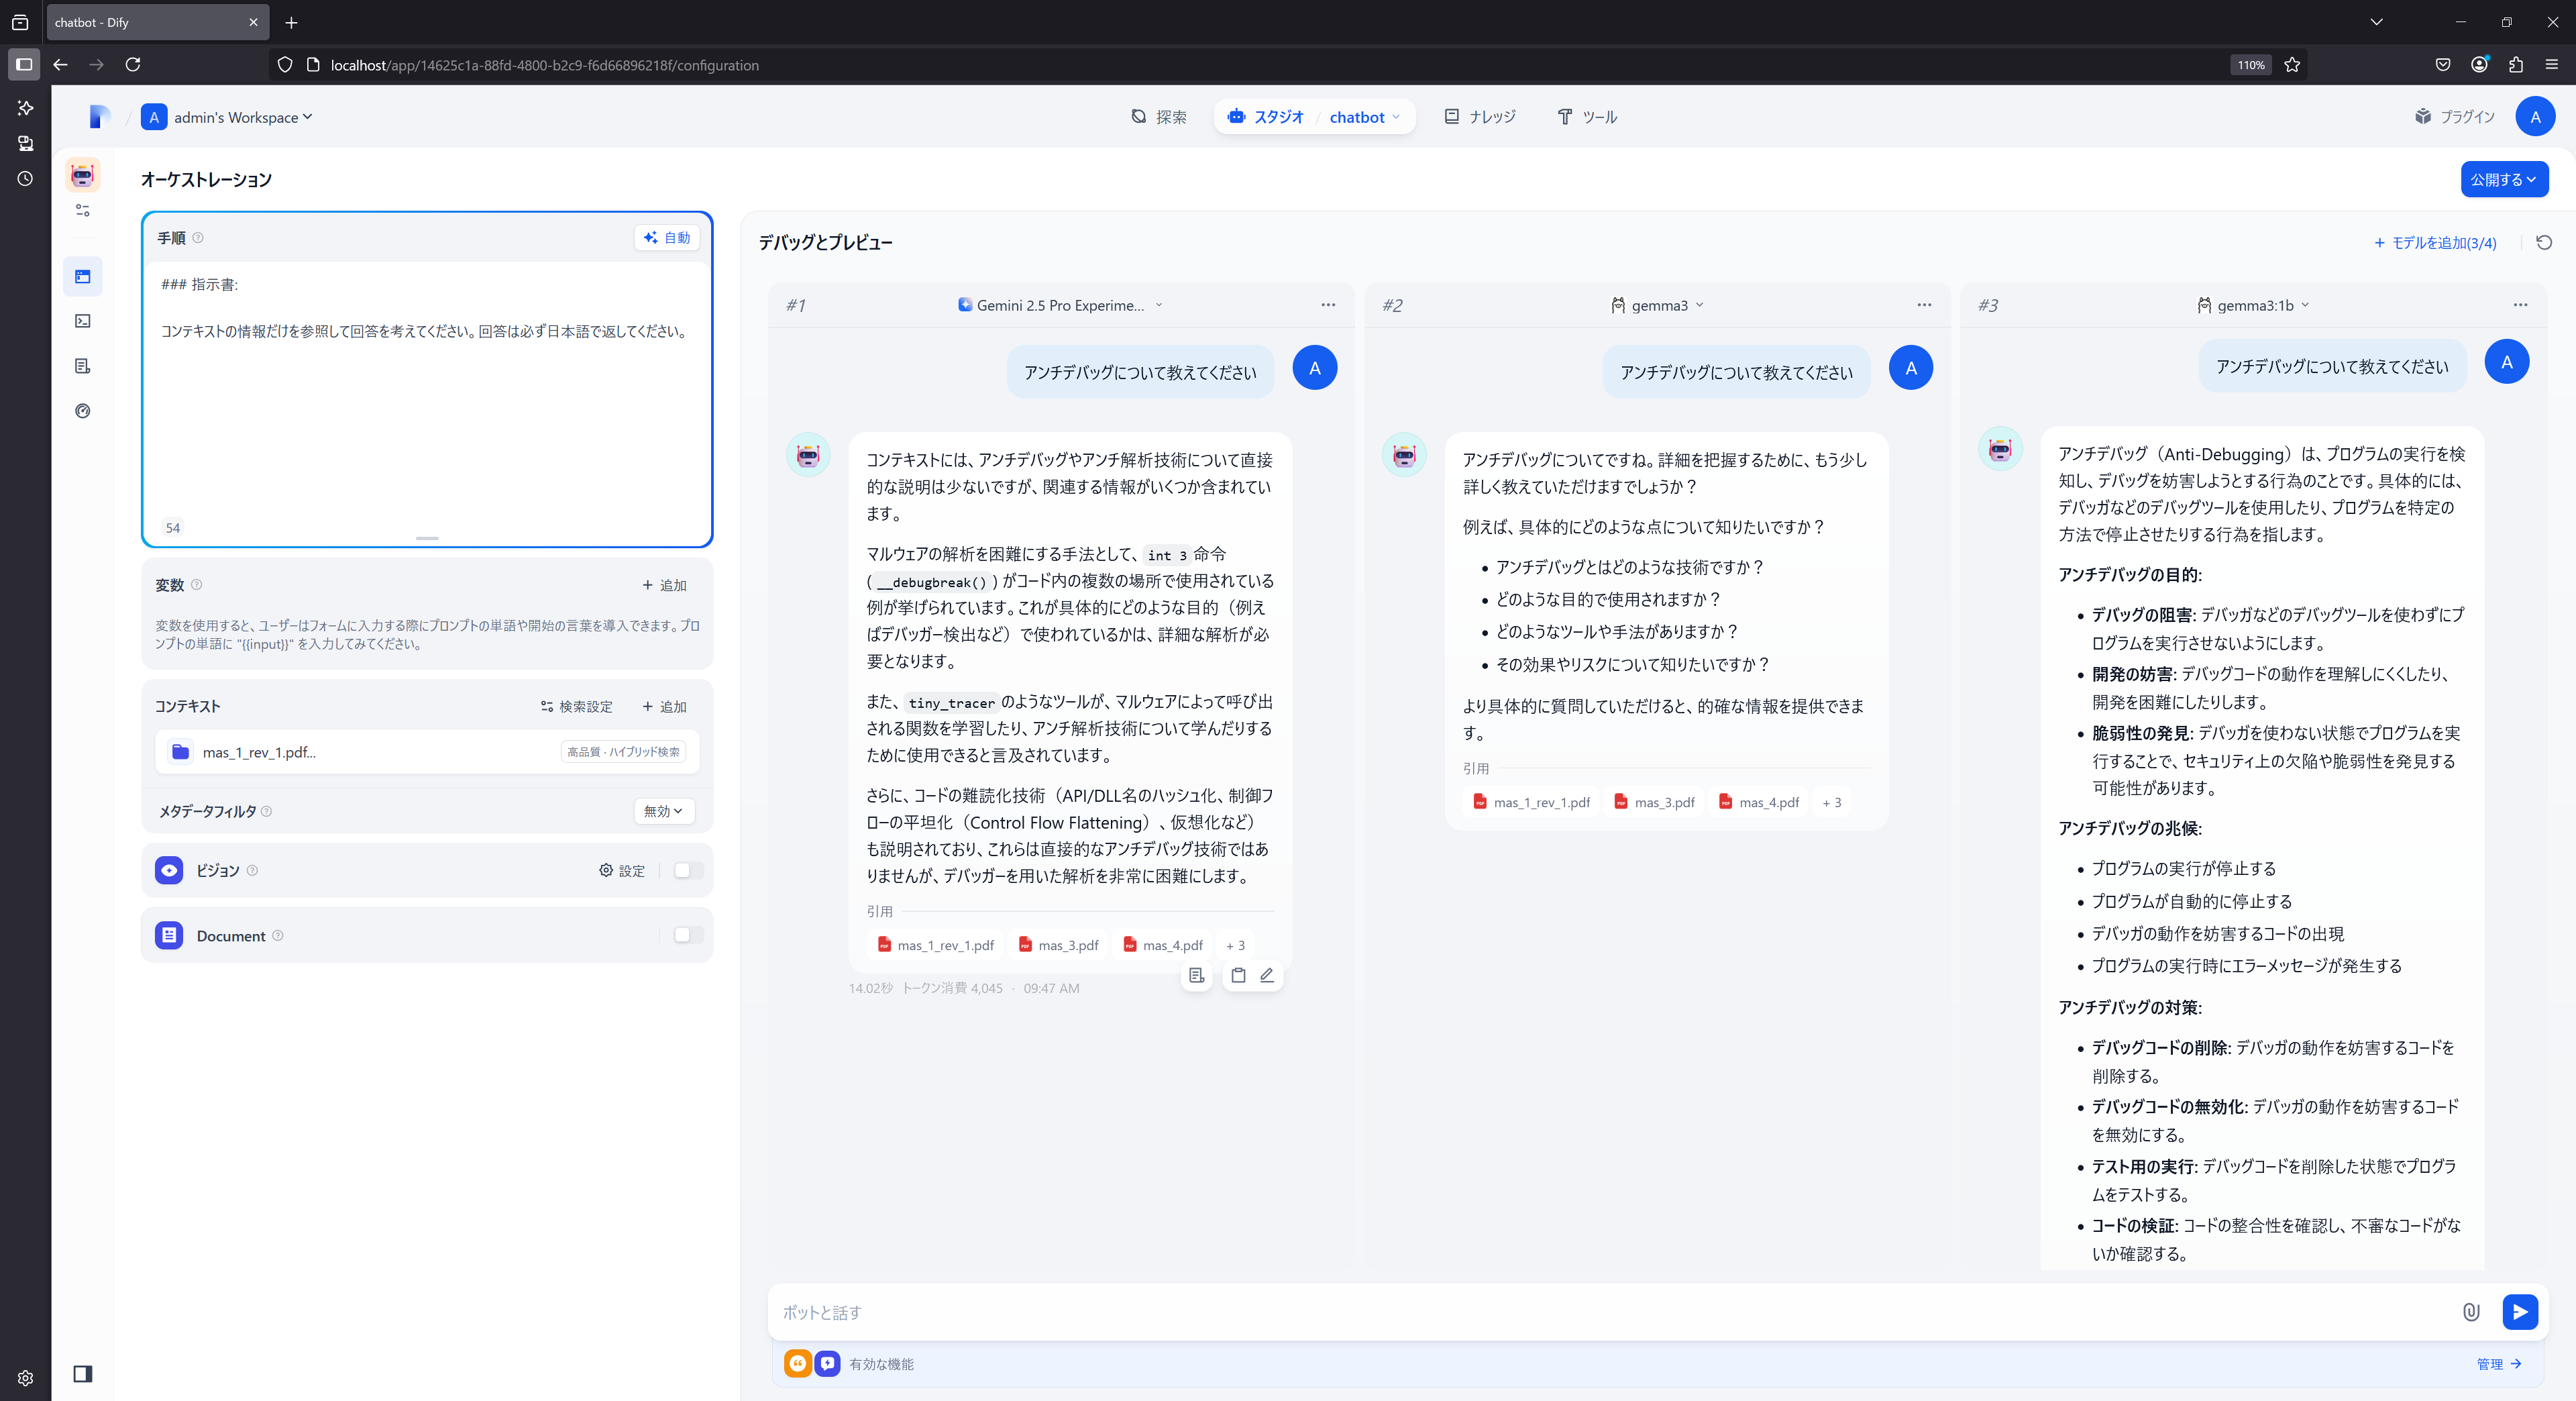 chatbot - Dify
localhost/app/14625c1a-88fd-4800-b2c9-f6d66896218f/configuration
110%
A admin's Workspace
探索
スタジオ / chatbot
ナレッジ
ツール
プラグイン
A
オーケストレーション
公開する
手順
自動
### 指示書:
コンテキストの情報だけを参照して回答を考えてください。回答は必ず日本語で返してください。
54
変数
+ 追加
変数を使用すると、ユーザーはフォームに入力する際にプロンプトの単語や開始の言葉を導入できます。プロ
ンプトの単語に "{{input}}" を入力してみてください。
コンテキスト
検索設定
+ 追加
mas_1_rev_1.pdf...
高品質 · ハイブリッド検索
メタデータフィルタ
無効
ビジョン
設定
Document
デバッグとプレビュー
+ モデルを追加(3/4)
#1
Gemini 2.5 Pro Experime...
アンチデバッグについて教えてください
A
コンテキストには、アンチデバッグやアンチ解析技術について直接
的な説明は少ないですが、関連する情報がいくつか含まれてい
ます。
マルウェアの解析を困難にする手法として、 int 3 命令
( __debugbreak() ) がコード内の複数の場所で使用されている
例が挙げられています。これが具体的にどのような目的（例え
ばデバッガー検出など）で使われているかは、詳細な解析が必
要となります。
また、 tiny_tracer のようなツールが、マルウェアによって呼び出
される関数を学習したり、アンチ解析技術について学んだりする
ために使用できると言及されています。
さらに、コードの難読化技術（API/DLL名のハッシュ化、制御フ
ローの平坦化（Control Flow Flattening）、仮想化など）
も説明されており、これらは直接的なアンチデバッグ技術ではあ
りませんが、デバッガーを用いた解析を非常に困難にします。
引用
mas_1_rev_1.pdf
mas_3.pdf
mas_4.pdf
+ 3
14.02秒 トークン消費 4,045 · 09:47 AM
#2
gemma3
アンチデバッグについて教えてください
A
アンチデバッグについてですね。詳細を把握するために、もう少し
詳しく教えていただけますでしょうか？
例えば、具体的にどのような点について知りたいですか？
• アンチデバッグとはどのような技術ですか？
• どのような目的で使用されますか？
• どのようなツールや手法がありますか？
• その効果やリスクについて知りたいですか？
より具体的に質問していただけると、的確な情報を提供できま
す。
引用
mas_1_rev_1.pdf
mas_3.pdf
mas_4.pdf
+ 3
#3
gemma3:1b
アンチデバッグについて教えてください
A
アンチデバッグ（Anti-Debugging）は、プログラムの実行を検
知し、デバッグを妨害しようとする行為のことです。具体的には、
デバッガなどのデバッグツールを使用したり、プログラムを特定の
方法で停止させたりする行為を指します。
アンチデバッグの目的:
• デバッグの阻害: デバッガなどのデバッグツールを使わずにプ
ログラムを実行させないようにします。
• 開発の妨害: デバッグコードの動作を理解しにくくしたり、
開発を困難にしたりします。
• 脆弱性の発見: デバッガを使わない状態でプログラムを実
行することで、セキュリティ上の欠陥や脆弱性を発見する
可能性があります。
アンチデバッグの兆候:
• プログラムの実行が停止する
• プログラムが自動的に停止する
• デバッガの動作を妨害するコードの出現
• プログラムの実行時にエラーメッセージが発生する
アンチデバッグの対策:
• デバッグコードの削除: デバッガの動作を妨害するコードを
削除する。
• デバッグコードの無効化: デバッガの動作を妨害するコード
を無効にする。
• テスト用の実行: デバッグコードを削除した状態でプログラ
ムをテストする。
• コードの検証: コードの整合性を確認し、不審なコードがな
いか確認する。
ボットと話す
有効な機能
管理 →